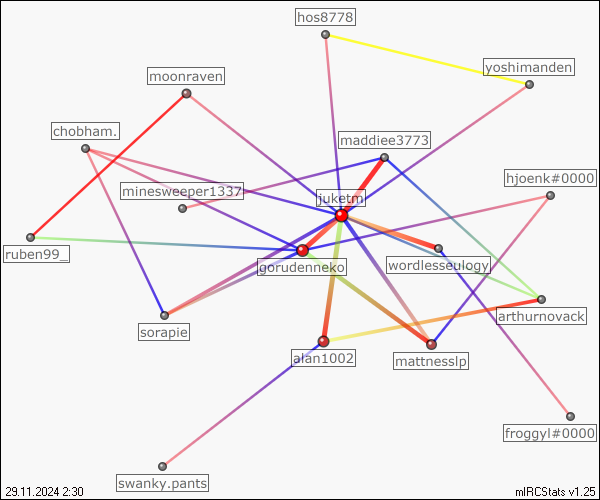 hos8778
yoshimanden
moonraven
chobham.
maddiee3773
hjoenk#0000
minesweeper1337
juketm
ruben99_
gorudenneko
wordlesseulogy
arthurnovack
sorapie
alan1002
mattnesslp
froggyl#0000
swanky.pants
29.11.2024 2:30
mIRCStats v1.25